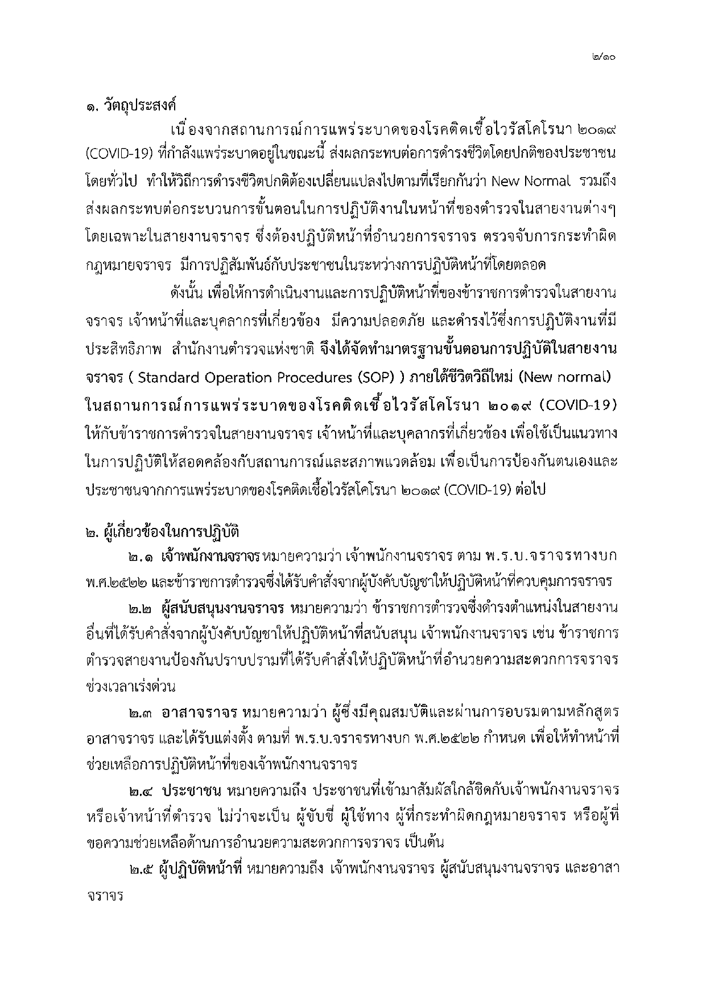 ๒/๑๐
๑. วัตถุประสงค์
เนื่องจากสถานการณ์การแพร่ระบาดของโรคติดเชื้อไวรัสโคโรนา ๒๐๑๙
(COVID-19) ที่กำลังแพร่ระบาดอยู่ในขณะนี้ ส่งผลกระทบต่อการดำรงชีวิตโดยปกติของประชาชน
โดยทั่วไป ทำให้วิถีการดำรงชีวิตปกติต้องเปลี่ยนแปลงไปตามที่เรียกกันว่า New Normal รวมถึง
ส่งผลกระทบต่อกระบวนการขั้นตอนในการปฏิบัติงานในหน้าที่ของตำรวจในสายงานต่างๆ
โดยเฉพาะในสายงานจราจร ซึ่งต้องปฏิบัติหน้าที่อำนวยการจราจร ตรวจจับการกระทำผิด
กฎหมายจราจร มีการปฏิสัมพันธ์กับประชาชนในระหว่างการปฏิบัติหน้าที่โดยตลอด
ดังนั้น เพื่อให้การดำเนินงานและการปฏิบัติหน้าที่ของข้าราชการตำรวจในสายงาน
จราจร เจ้าหน้าที่และบุคลากรที่เกี่ยวข้อง มีความปลอดภัย และดำรงไว้ซึ่งการปฏิบัติงานที่มี
ประสิทธิภาพ สำนักงานตำรวจแห่งชาติ จึงได้จัดทำมาตรฐานขั้นตอนการปฏิบัติในสายงาน
จราจร ( Standard Operation Procedures (SOP) ) ภายใต้ชีวิตวิถีใหม่ (New normal)
ในสถานการณ์การแพร่ระบาดของโรคติดเชื้อไวรัสโคโรนา ๒๐๑๙ (COVID-19)
ให้กับข้าราชการตำรวจในสายงานจราจร เจ้าหน้าที่และบุคลากรที่เกี่ยวข้อง เพื่อใช้เป็นแนวทาง
ในการปฏิบัติให้สอดคล้องกับสถานการณ์และสภาพแวดล้อม เพื่อเป็นการป้องกันตนเองและ
ประชาชนจากการแพร่ระบาดของโรคติดเชื้อไวรัสโคโรนา ๒๐๑๙ (COVID-19) ต่อไป
๒. ผู้เกี่ยวข้องในการปฏิบัติ
๒.๑ เจ้าพนักงานจราจร หมายความว่า เจ้าพนักงานจราจร ตาม พ.ร.บ.จราจรทางบก
พ.ศ.๒๕๒๒ และข้าราชการตำรวจซึ่งได้รับคำสั่งจากผู้บังคับบัญชาให้ปฏิบัติหน้าที่ควบคุมการจราจร
๒.๒ ผู้สนับสนุนงานจราจร หมายความว่า ข้าราชการตำรวจซึ่งดำรงตำแหน่งในสายงาน
อื่นที่ได้รับคำสั่งจากผู้บังคับบัญชาให้ปฏิบัติหน้าที่สนับสนุน เจ้าพนักงานจราจร เช่น ข้าราชการ
ตำรวจสายงานป้องกันปราบปรามที่ได้รับคำสั่งให้ปฏิบัติหน้าที่อำนวยความสะดวกการจราจร
ช่วงเวลาเร่งด่วน
๒.๓ อาสาจราจร หมายความว่า ผู้ซึ่งมีคุณสมบัติและผ่านการอบรมตามหลักสูตร
อาสาจราจร และได้รับแต่งตั้ง ตามที่ พ.ร.บ.จราจรทางบก พ.ศ.๒๕๒๒ กำหนด เพื่อให้ทำหน้าที่
ช่วยเหลือการปฏิบัติหน้าที่ของเจ้าพนักงานจราจร
๒.๔ ประชาชน หมายความถึง ประชาชนที่เข้ามาสัมผัสใกล้ชิดกับเจ้าพนักงานจราจร
หรือเจ้าหน้าที่ตำรวจ ไม่ว่าจะเป็น ผู้ขับขี่ ผู้ใช้ทาง ผู้ที่กระทำผิดกฎหมายจราจร หรือผู้ที่
ขอความช่วยเหลือด้านการอำนวยความสะดวกการจราจร เป็นต้น
๒.๕ ผู้ปฏิบัติหน้าที่ หมายความถึง เจ้าพนักงานจราจร ผู้สนับสนุนงานจราจร และอาสา
จราจร